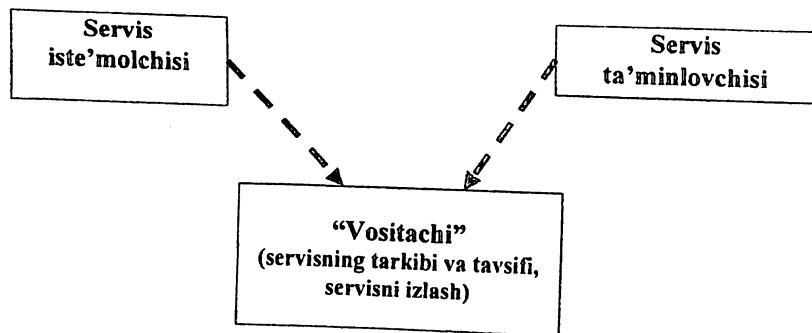 Servis
iste’molchisi
Servis
ta’minlovchisi
“Vositachi”
(servisning tarkibi va tavsifi,
servisni izlash)